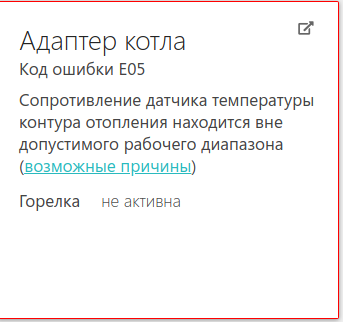 Адаптер котла
Код ошибки E05
Сопротивление датчика температуры
контура отопления находится вне
допустимого рабочего диапазона
(возможные причины)
Горелка не активна